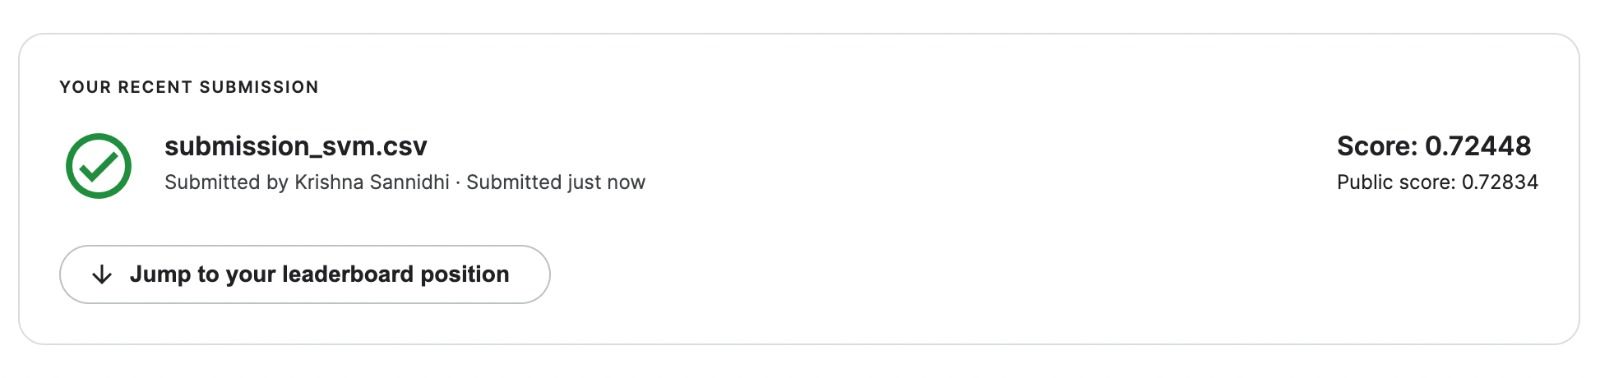 YOUR RECENT SUBMISSION
submission_svm.csv
Submitted by Krishna Sannidhi · Submitted just now
Score: 0.72448
Public score: 0.72834
Jump to your leaderboard position